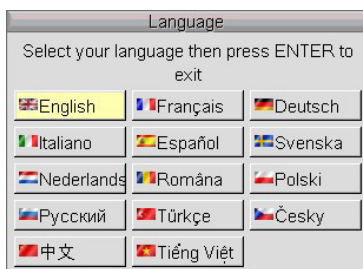 Language
Select your language then press ENTER to
exit
English Français Deutsch
Italiano Español Svenska
Nederlands Româna Polski
Русский Türkçe Česky
中文 Tiếng Việt